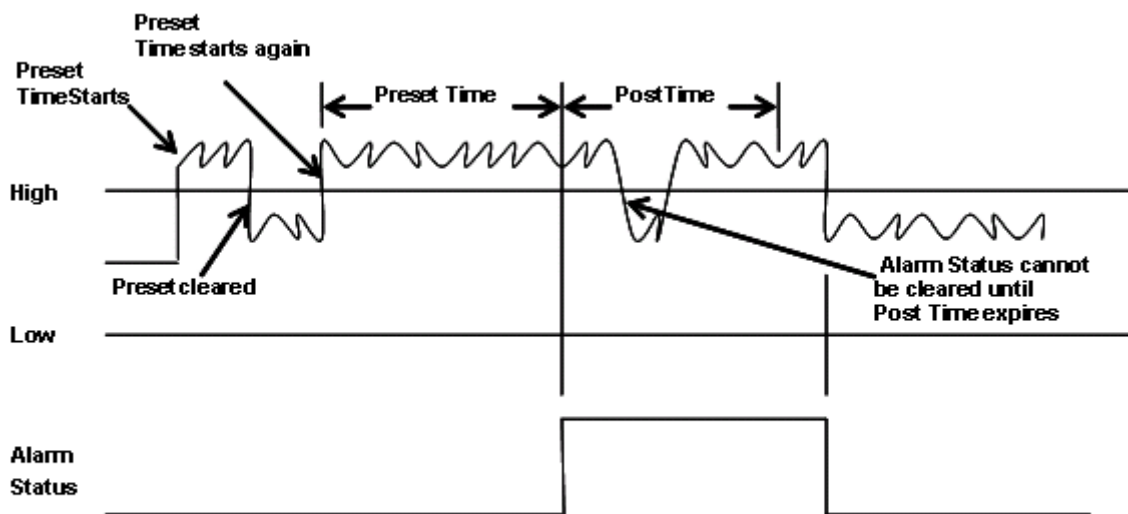 Preset
Time starts again
Preset
TimeStarts
Preset Time
PostTime
High
Preset cleared
Alarm Status cannot
be cleared until
Post Time expires
Low
Alarm
Status